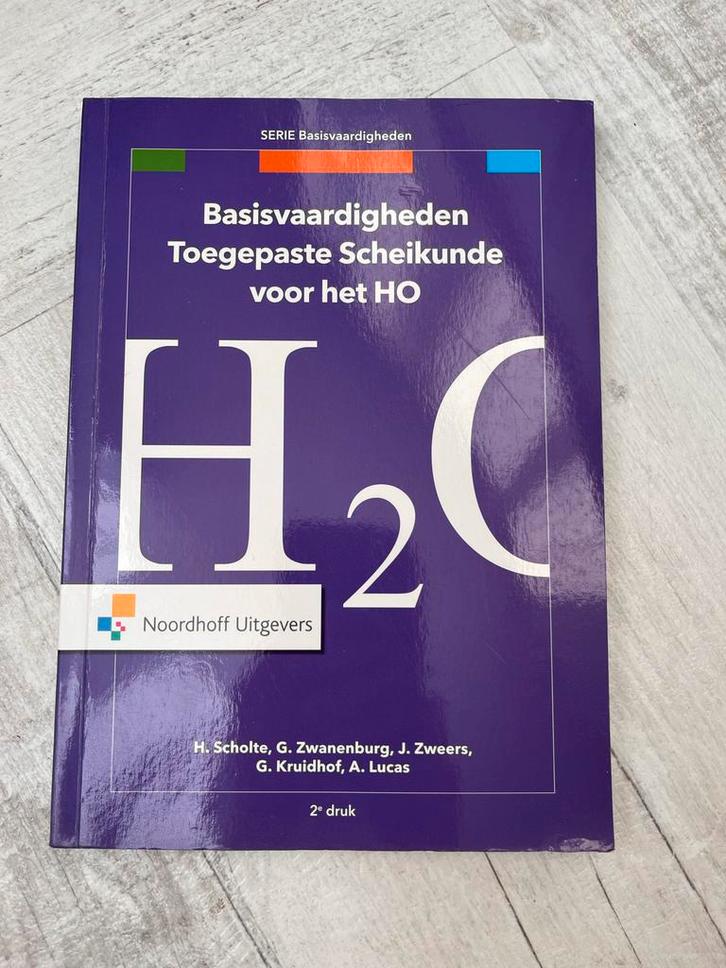 SERIE Basisvaardigheden
Basisvaardigheden
Toegepaste Scheikunde
voor het HO
H2O
Noordhoff Uitgevers
H. Scholte, G. Zwanenburg, J. Zweers,
G. Kruidhof, A. Lucas
2e druk